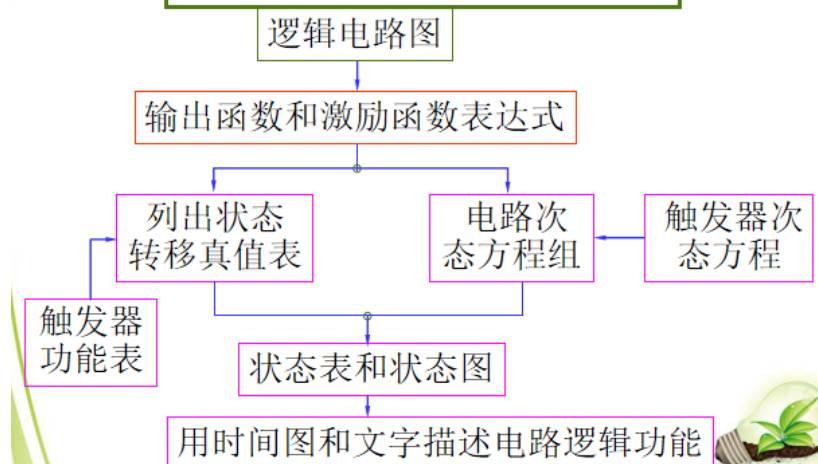 逻辑电路图
输出函数和激励函数表达式
列出状态
转移真值表
电路次
态方程组
触发器次
态方程
触发器
功能表
状态表和状态图
用时间图和文字描述电路逻辑功能